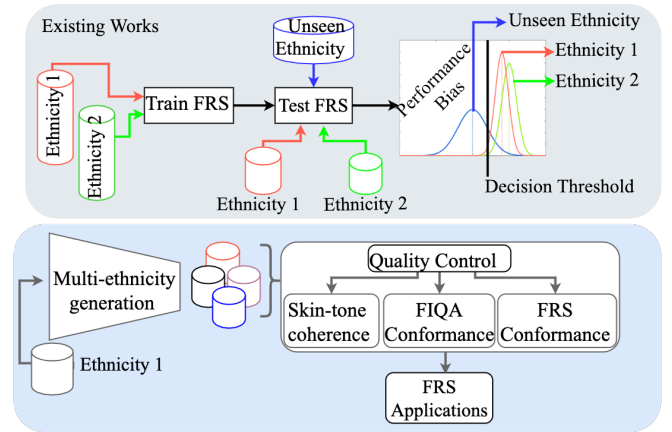 Existing Works
Ethnicity 1
Ethnicity 2
Train FRS
Unseen
Ethnicity
Test FRS
Ethnicity 1
Ethnicity 2
Performance
Bias
Unseen Ethnicity
Ethnicity 1
Ethnicity 2
Decision Threshold
Multi-ethnicity
generation
Ethnicity 1
Quality Control
Skin-tone
coherence
FIQA
Conformance
FRS
Conformance
FRS
Applications